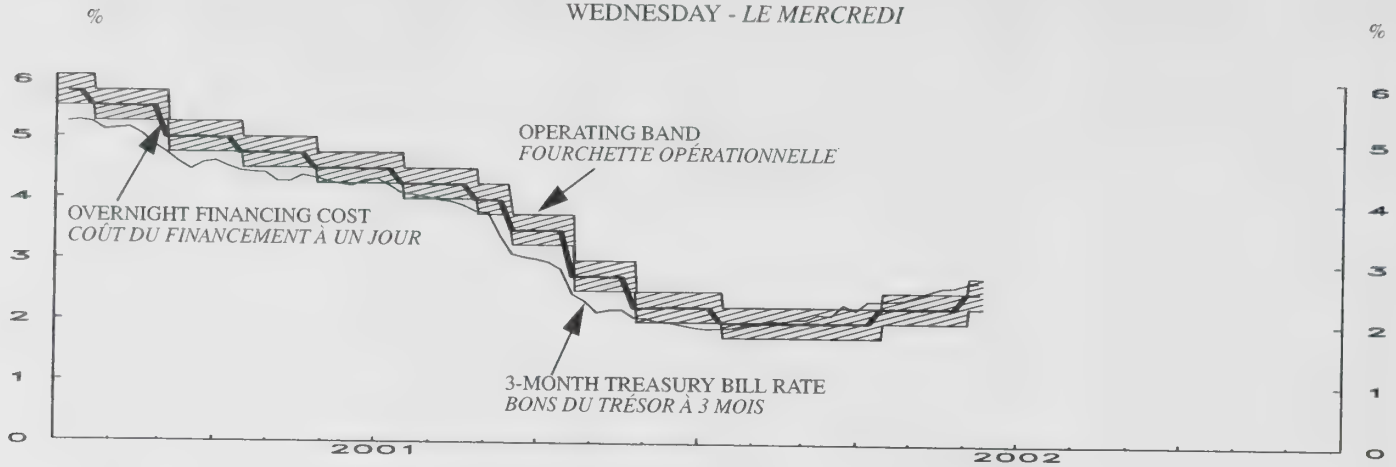 WEDNESDAY - LE MERCREDI
%
%
6
5
4
3
2
1
0
OPERATING BAND
FOURCHETTE OPÉRATIONNELLE
OVERNIGHT FINANCING COST
COÛT DU FINANCEMENT À UN JOUR
3-MONTH TREASURY BILL RATE
BONS DU TRÉSOR À 3 MOIS
6
5
4
3
2
1
0
2001
2002